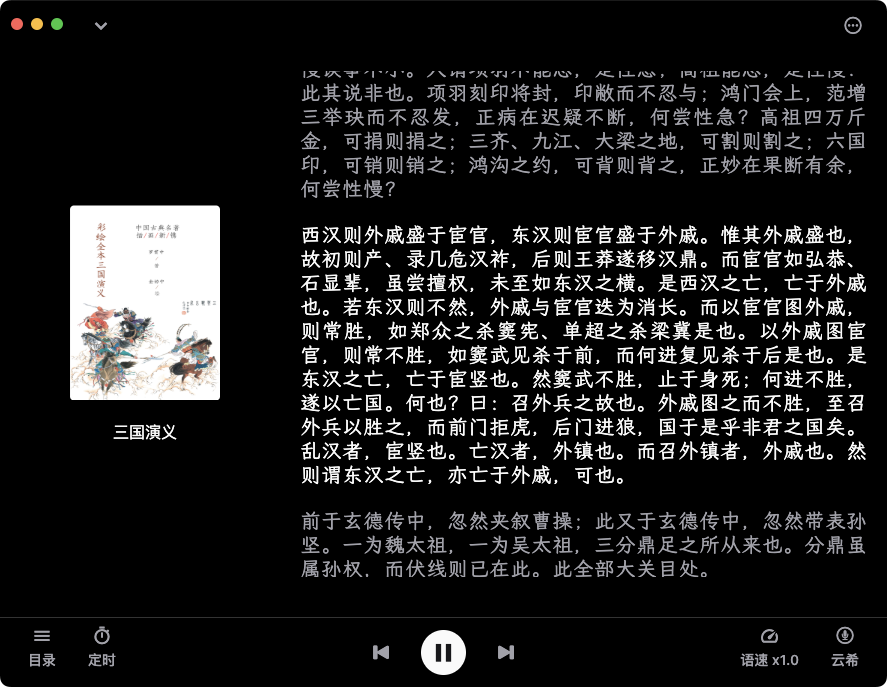 彩绘全本三国演义
中国古典名著
三国演义
此其说非也。项羽刻印将封，印敝而不忍与；鸿门会上，范增
三举玦而不忍发，正病在迟疑不断，何尝性急？高祖四万斤
金，可捐则捐之；三齐、九江、大梁之地，可割则割之；六国
印，可销则销之；鸿沟之约，可背则背之，正妙在果断有余，
何尝性慢？
西汉则外戚盛于宦官，东汉则宦官盛于外戚。惟其外戚盛也，
故初则产、录几危汉祚，后则王莽遂移汉鼎。而宦官如弘恭、
石显辈，虽尝擅权，未至如东汉之横。是西汉之亡，亡于外戚
也。若东汉则不然，外戚与宦官迭为消长。而以宦官图外戚，
则常胜，如郑众之杀窦宪、单超之杀梁冀是也。以外戚图宦
官，则常不胜，如窦武见杀于前，而何进复见杀于后是也。是
东汉之亡，亡于宦竖也。然窦武不胜，止于身死；何进不胜，
遂以亡国。何也？曰：召外兵之故也。外戚图之而不胜，至召
外兵以胜之，而前门拒虎，后门进狼，国于是乎非君之国矣。
乱汉者，宦竖也。亡汉者，外镇也。而召外镇者，外戚也。然
则谓东汉之亡，亦亡于外戚，可也。
前于玄德传中，忽然夹叙曹操；此又于玄德传中，忽然带表孙
坚。一为魏太祖，一为吴太祖，三分鼎足之所从来也。分鼎虽
属孙权，而伏线则已在此。此全部大关目处。
目录
定时
语速 x1.0
云希